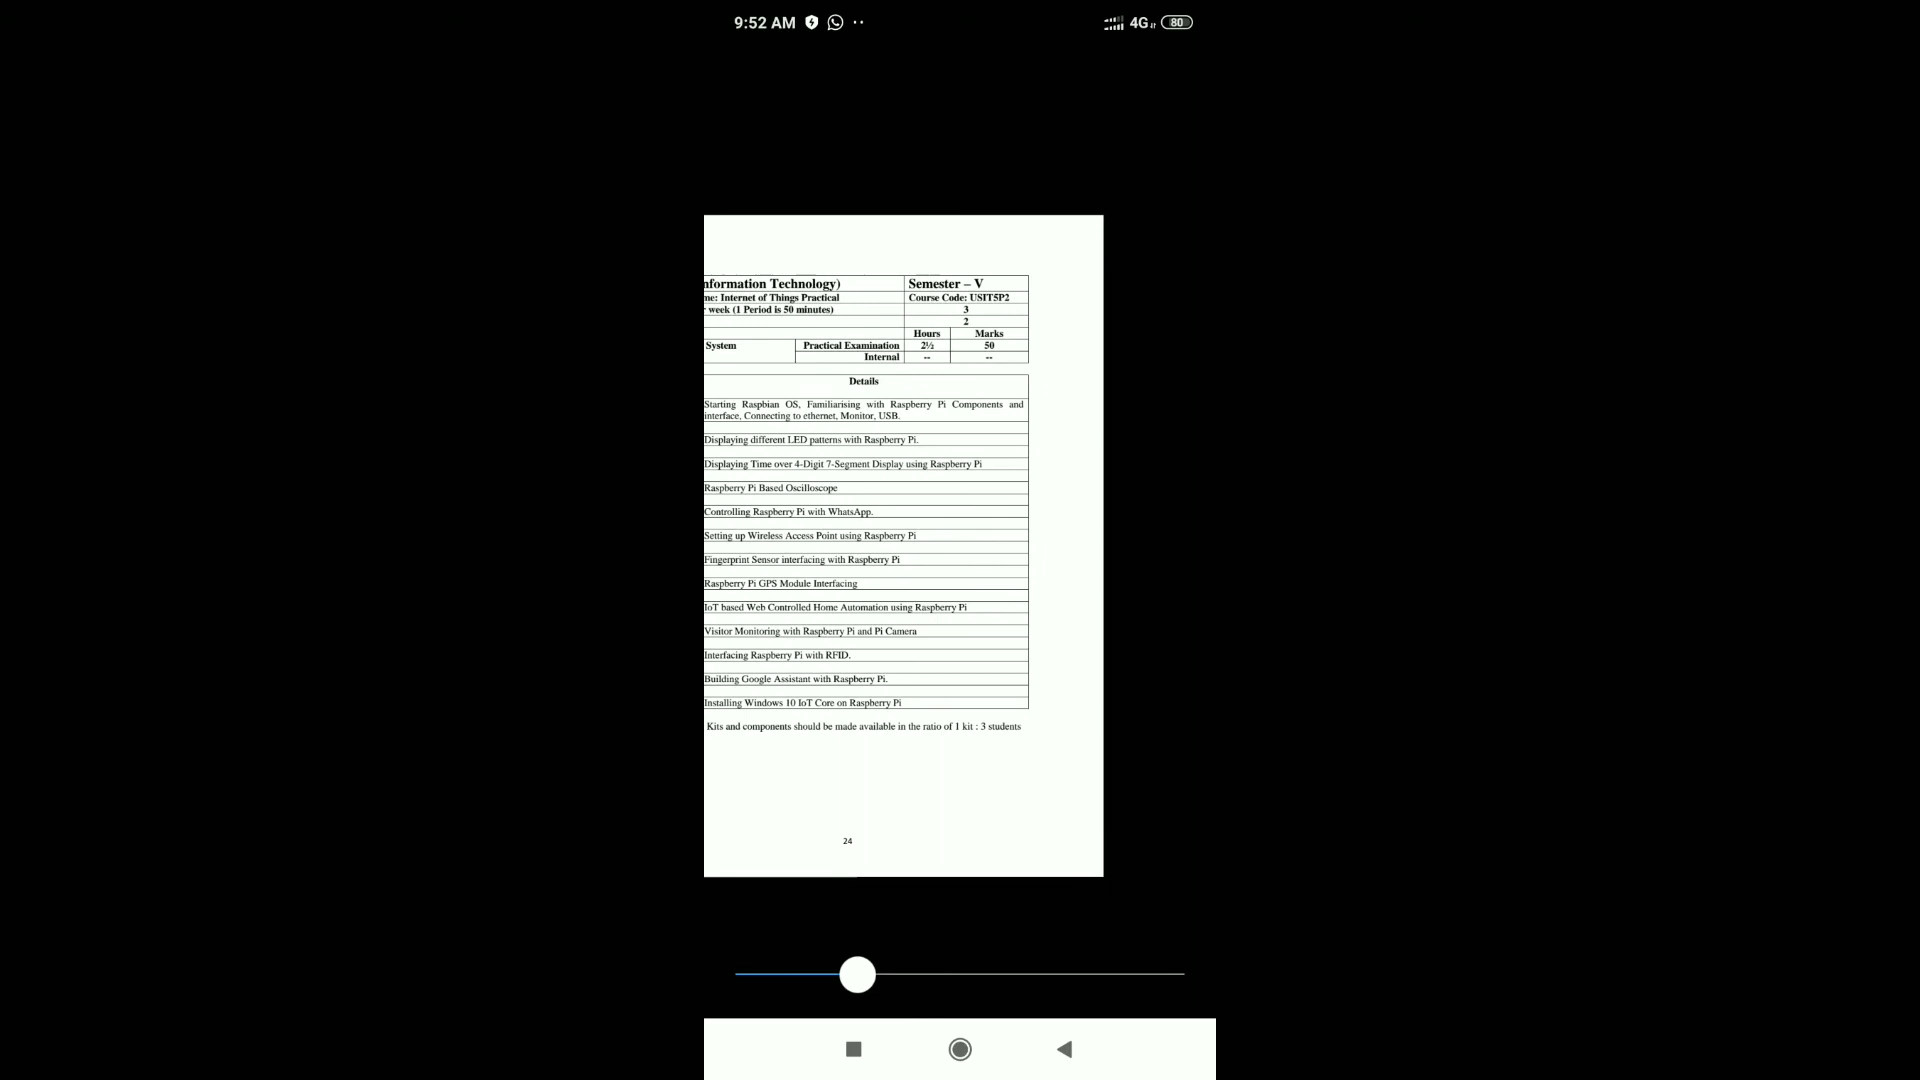 9:52 AM 4G 80
nformation Technology) Semester – V
me: Internet of Things Practical Course Code: USIT5P2
week (1 Period is 50 minutes) 3
2
Hours Marks
System Practical Examination 2½ 50
Internal -- --
Details
Starting Raspbian OS, Familiarising with Raspberry Pi Components and
interface, Connecting to ethernet, Monitor, USB.
Displaying different LED patterns with Raspberry Pi.
Displaying Time over 4-Digit 7-Segment Display using Raspberry Pi
Raspberry Pi Based Oscilloscope
Controlling Raspberry Pi with WhatsApp.
Setting up Wireless Access Point using Raspberry Pi
Fingerprint Sensor interfacing with Raspberry Pi
Raspberry Pi GPS Module Interfacing
IoT based Web Controlled Home Automation using Raspberry Pi
Visitor Monitoring with Raspberry Pi and Pi Camera
Interfacing Raspberry Pi with RFID.
Building Google Assistant with Raspberry Pi.
Installing Windows 10 IoT Core on Raspberry Pi
Kits and components should be made available in the ratio of 1 kit : 3 students
24